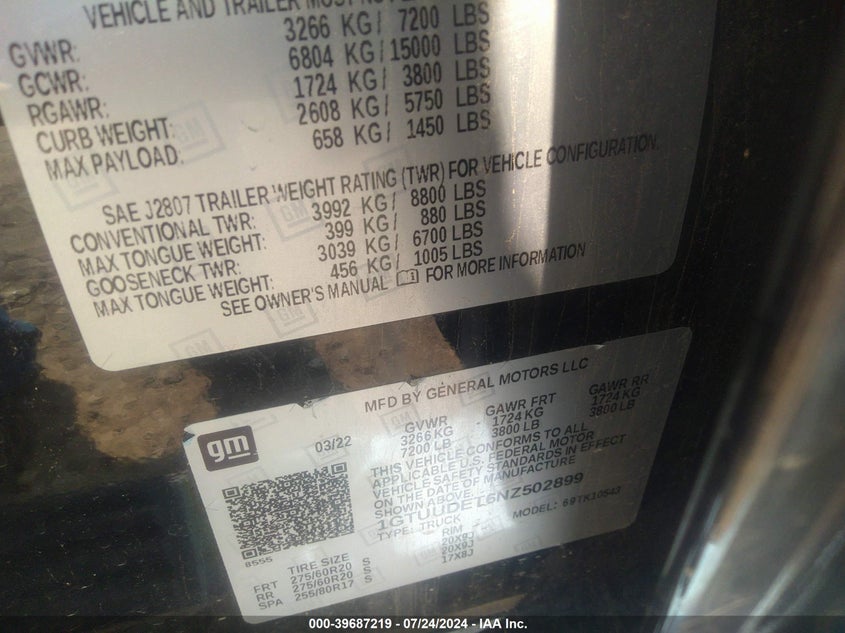 VEHICLE AND TRAILER MUST
GVWR: 3266 KG/ 7200 LBS
GCWR: 6804 KG/ 15000 LBS
RGAWR: 1724 KG/ 3800 LBS
CURB WEIGHT: 2608 KG/ 5750 LBS
MAX PAYLOAD: 658 KG/ 1450 LBS
SAE J2807 TRAILER WEIGHT RATING (TWR) FOR VEHICLE CONFIGURATION.
CONVENTIONAL TWR: 3992 KG/ 8800 LBS
MAX TONGUE WEIGHT: 399 KG/ 880 LBS
GOOSENECK TWR: 3039 KG/ 6700 LBS
MAX TONGUE WEIGHT: 456 KG/ 1005 LBS
SEE OWNER'S MANUAL FOR MORE INFORMATION
gm
MFD BY GENERAL MOTORS LLC
03/22 GVWR GAWR FRT GAWR RR
3266 KG 1724 KG 1724 KG
7200 LB 3800 LB 3800 LB
THIS VEHICLE CONFORMS TO ALL
APPLICABLE U.S. FEDERAL MOTOR
VEHICLE SAFETY STANDARDS IN EFFECT
ON THE DATE OF MANUFACTURE
SHOWN ABOVE.
1GTUUDET6NZ502899
TYPE: TRUCK MODEL: 69TK10543
8555
TIRE SIZE RIM
FRT 275/60R20 S 20X9J
RR 275/60R20 S 20X9J
SPA 255/80R17 S 17X8J
000-39687219 / 07/24/2024 - IAA Inc.